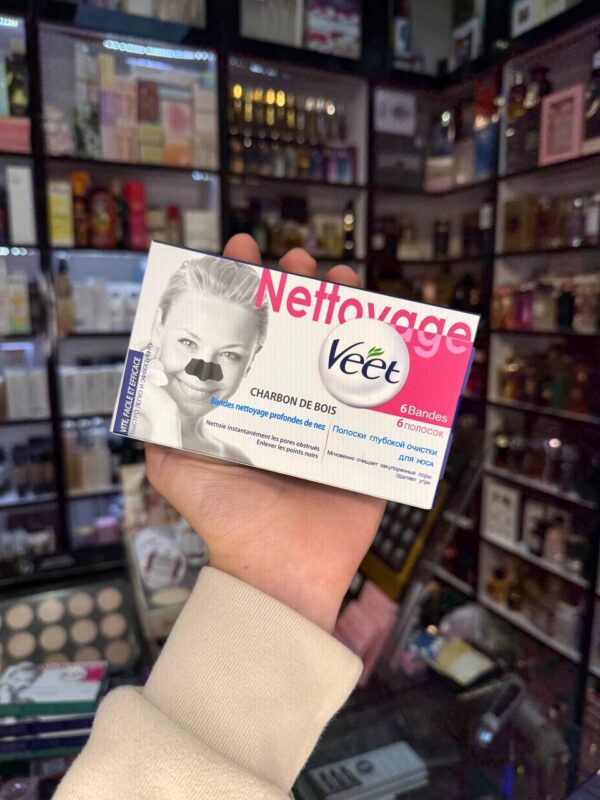 Nettoyage
Veet
6 Bandes
6 полосок
CHARBON DE BOIS
Bandes nettoyage profondes de nez
Nettoie instantanément les pores obstrués
Enlever les points noirs
Полоски глубокой очистки
для носа
Мгновенно очищает закупоренные поры
Удаляет угри
VITE, FACILE ET EFFICACE